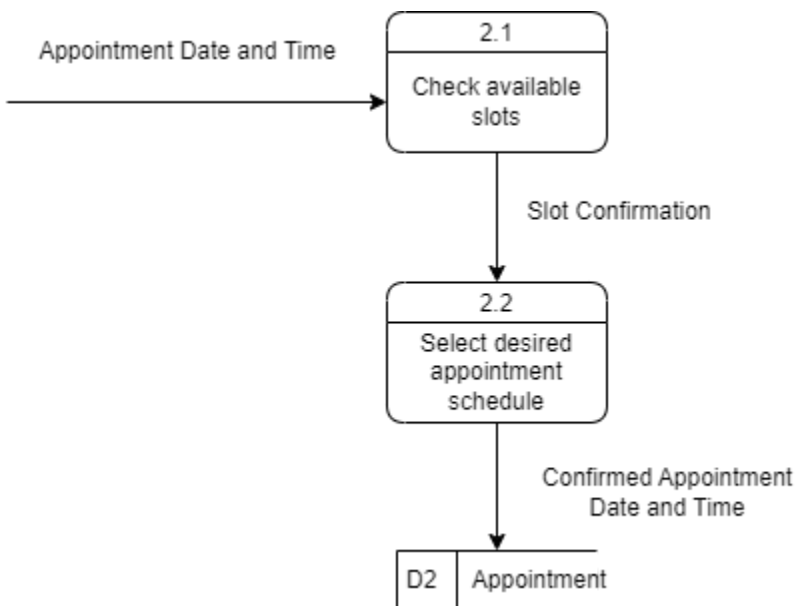 2.1
Appointment Date and Time
Check available
slots
Slot Confirmation
2.2
Select desired
appointment
schedule
Confirmed Appointment
Date and Time
D2 Appointment